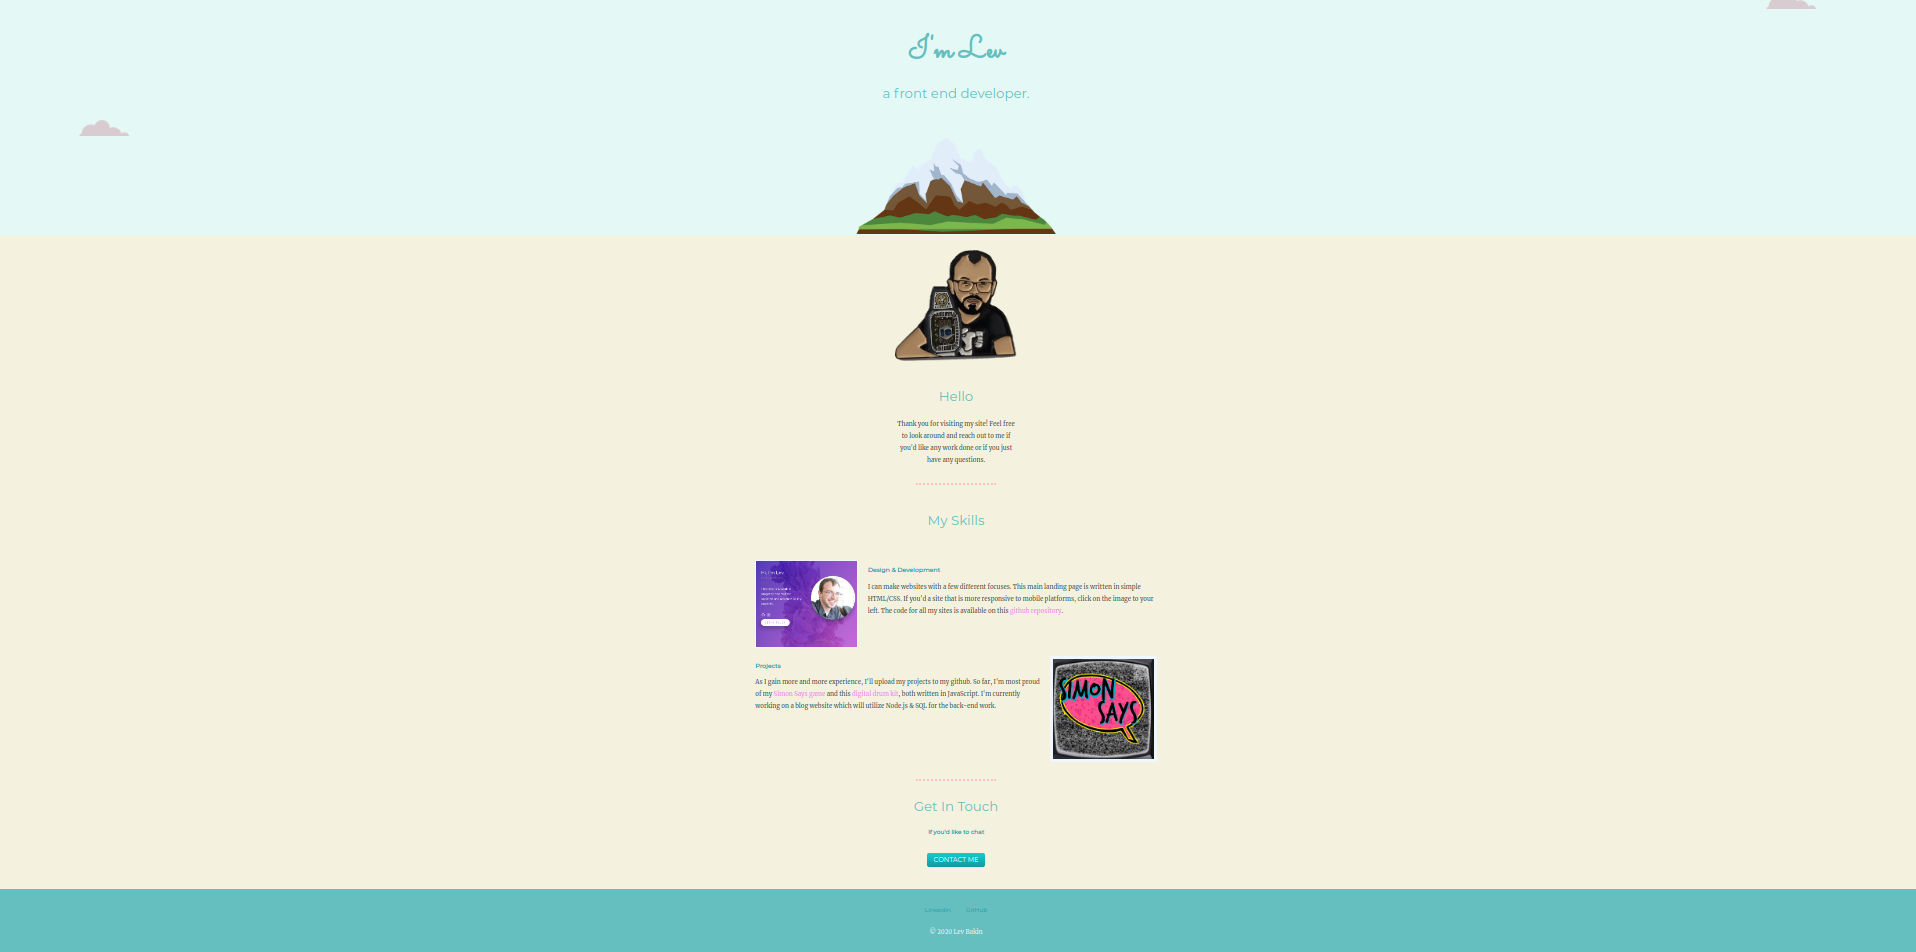 I'm Lev
a front end developer.
Hello
Thank you for visiting my site! Feel free
to look around and reach out to me if
you'd like any work done or if you just
have any questions.
My Skills
Hi, I'm Lev
Design & Development
I can make websites with a few different focuses. This main landing page is written in simple
HTML/CSS. If you'd a site that is more responsive to mobile platforms, click on the image to your
left. The code for all my sites is available on this github repository.
Projects
As I gain more and more experience, I'll upload my projects to my github. So far, I'm most proud
of my Simon Says game and this digital drum kit, both written in JavaScript. I'm currently
working on a blog website which will utilize Node.js & SQL for the back-end work.
SIMON
SAYS
Get In Touch
If you'd like to chat
CONTACT ME
LinkedIn GitHub
© 2020 Lev Bakin